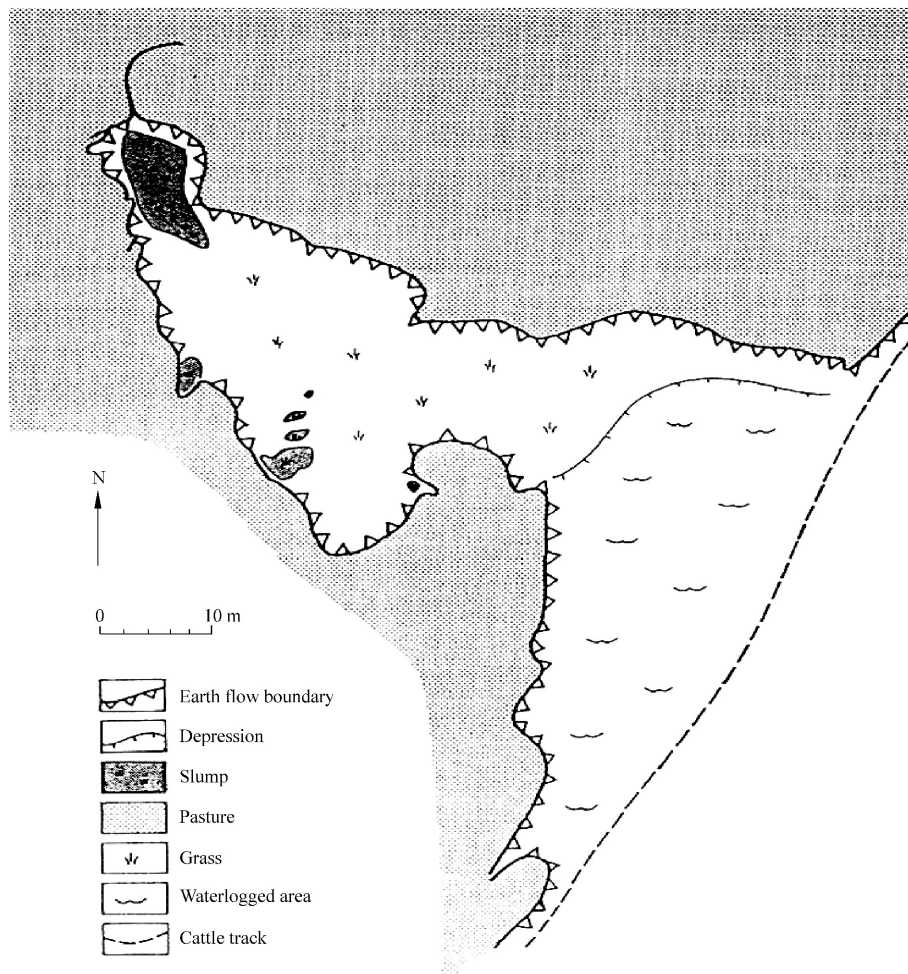 N
0 10 m
Earth flow boundary
Depression
Slump
Pasture
Grass
Waterlogged area
Cattle track